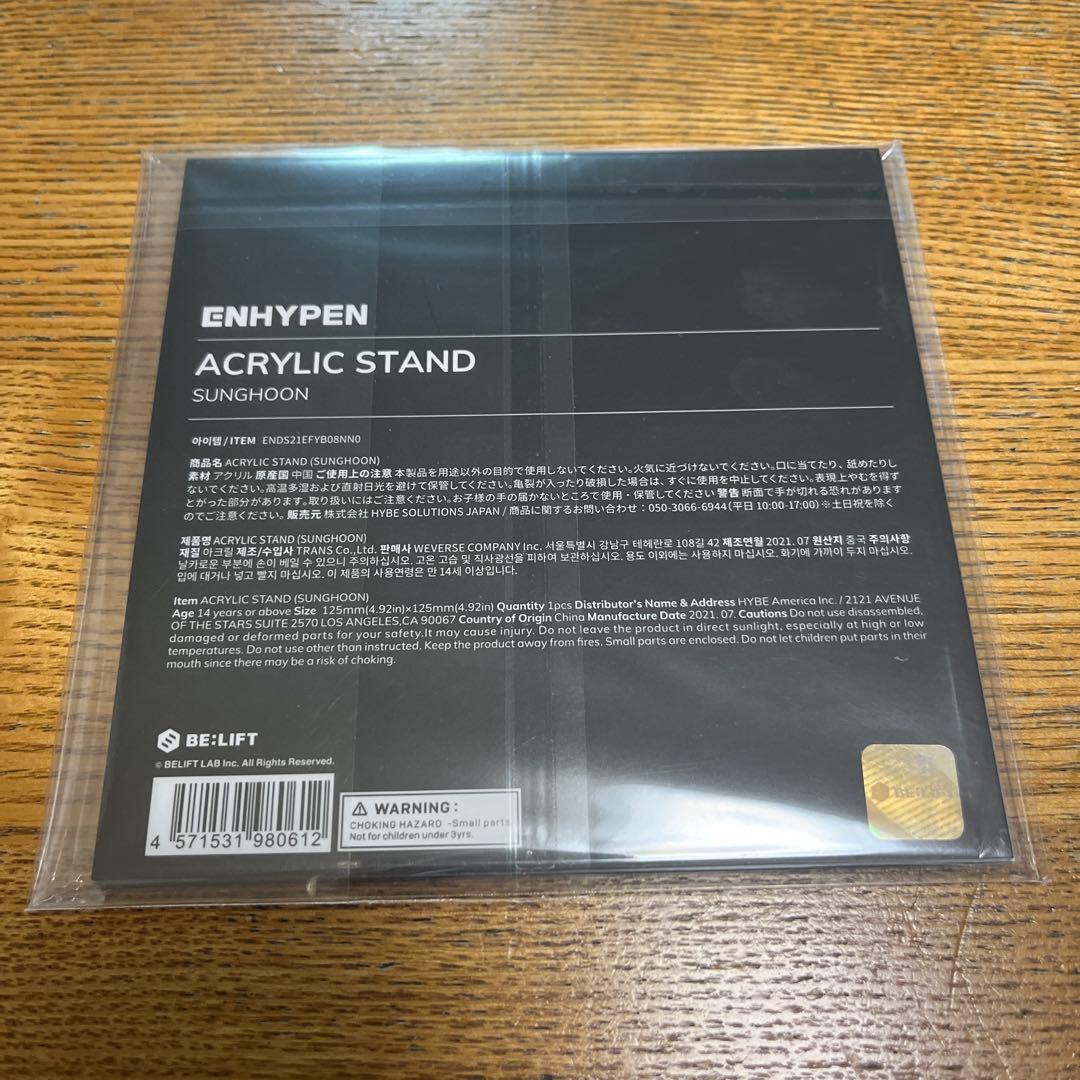 ENHYPEN
ACRYLIC STAND
SUNGHOON
아이템 / ITEM ENDS21EFYB08NN0
商品名 ACRYLIC STAND (SUNGHOON)
素材 アクリル 原産国 中国 ご使用上の注意 本製品を用途以外の目的で使用しないでください。火気に近づけないでください。口に当てたり、舐めたりし
ないでください。高温多湿および直射日光を避けて保管してください。亀裂が入ったり破損した場合は、すぐに使用を中止してください。表現上やむを得ず
とがった部分があります。取り扱いにはご注意ください。お子様の手の届かないところで使用・保管してください 警告 断面で手が切れる恐れがあります
のでご注意ください。販売元 株式会社 HYBE SOLUTIONS JAPAN / 商品に関するお問い合わせ：050-3066-6944 (平日 10:00-17:00) ※土日祝を除く
제품명 ACRYLIC STAND (SUNGHOON)
재질 아크릴 제조/수입사 TRANS Co.,Ltd. 판매사 WEVERSE COMPANY Inc. 서울특별시 강남구 테헤란로 108길 42 제조연월 2021. 07 원산지 중국 주의사항
날카로운 부분에 손이 베일 수 있으니 주의하십시오. 고온 고습 및 직사광선을 피하여 보관하십시오. 용도 이외에는 사용하지 마십시오. 화기에 가까이 두지 마십시오.
입에 대거나 넣고 빨지 마십시오. 이 제품의 사용연령은 만 14세 이상입니다.
Item ACRYLIC STAND (SUNGHOON)
Age 14 years or above Size 125mm(4.92in)×125mm(4.92in) Quantity 1pcs Distributor's Name & Address HYBE America Inc. / 2121 AVENUE
OF THE STARS SUITE 2570 LOS ANGELES,CA 90067 Country of Origin China Manufacture Date 2021. 07. Cautions Do not use disassembled,
damaged or deformed parts for your safety.It may cause injury. Do not leave the product in direct sunlight, especially at high or low
temperatures. Do not use other than instructed. Keep the product away from fires. Small parts are enclosed. Do not let children put parts in their
mouth since there may be a risk of choking.
BE:LIFT
© BELIFT LAB Inc. All Rights Reserved.
4 571531 980612
⚠ WARNING :
CHOKING HAZARD -Small parts
Not for children under 3yrs.
BE:LIFT